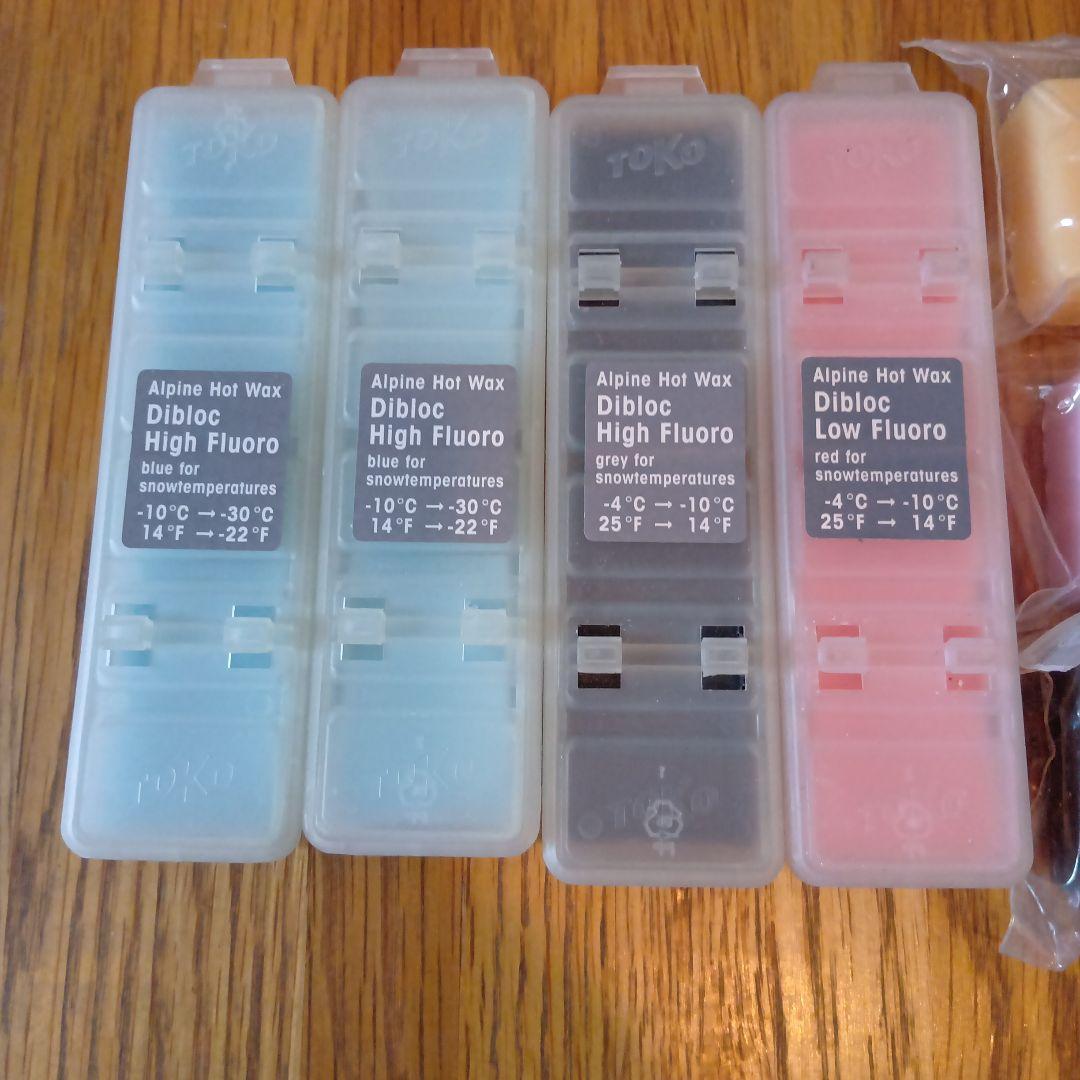 TOKO
Alpine Hot Wax
Dibloc
High Fluoro
blue for
snowtemperatures
-10°C → -30°C
14°F → -22°F
TOKO
TOKO
Alpine Hot Wax
Dibloc
High Fluoro
blue for
snowtemperatures
-10°C → -30°C
14°F → -22°F
TOKO
TOKO
Alpine Hot Wax
Dibloc
High Fluoro
grey for
snowtemperatures
-4°C → -10°C
25°F → 14°F
TOKO
TOKO
Alpine Hot Wax
Dibloc
Low Fluoro
red for
snowtemperatures
-4°C → -10°C
25°F → 14°F
TOKO